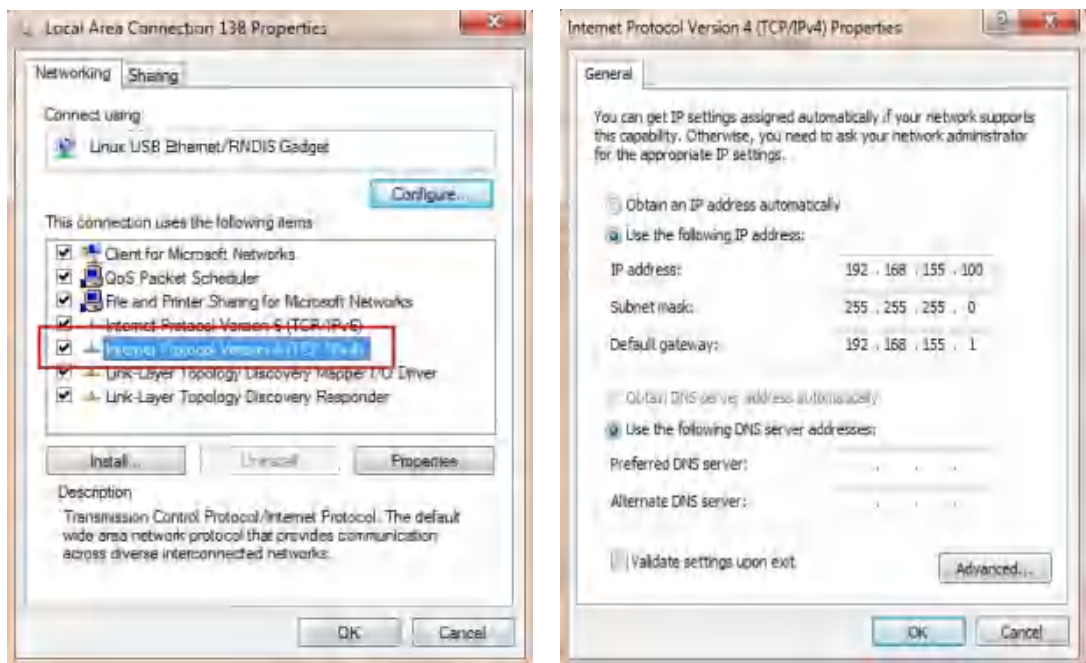 Local Area Connection 138 Properties
Networking
Sharing
Connect using:
Linux USB Ethernet/RNDIS Gadget
Configure...
This connection uses the following items:
Client for Microsoft Networks
QoS Packet Scheduler
File and Printer Sharing for Microsoft Networks
Internet Protocol Version 6 (TCP/IPv6)
Internet Protocol Version 4 (TCP/IPv4)
Link-Layer Topology Discovery Mapper I/O Driver
Link-Layer Topology Discovery Responder
Install...
Uninstall
Properties
Description
Transmission Control Protocol/Internet Protocol. The default
wide area network protocol that provides communication
across diverse interconnected networks.
OK
Cancel
Internet Protocol Version 4 (TCP/IPv4) Properties
General
You can get IP settings assigned automatically if your network supports
this capability. Otherwise, you need to ask your network administrator
for the appropriate IP settings.
Obtain an IP address automatically
Use the following IP address:
IP address: 192 . 168 . 155 . 100
Subnet mask: 255 . 255 . 255 . 0
Default gateway: 192 . 168 . 155 . 1
Obtain DNS server address automatically
Use the following DNS server addresses:
Preferred DNS server: . . .
Alternate DNS server: . . .
Validate settings upon exit
Advanced...
OK
Cancel